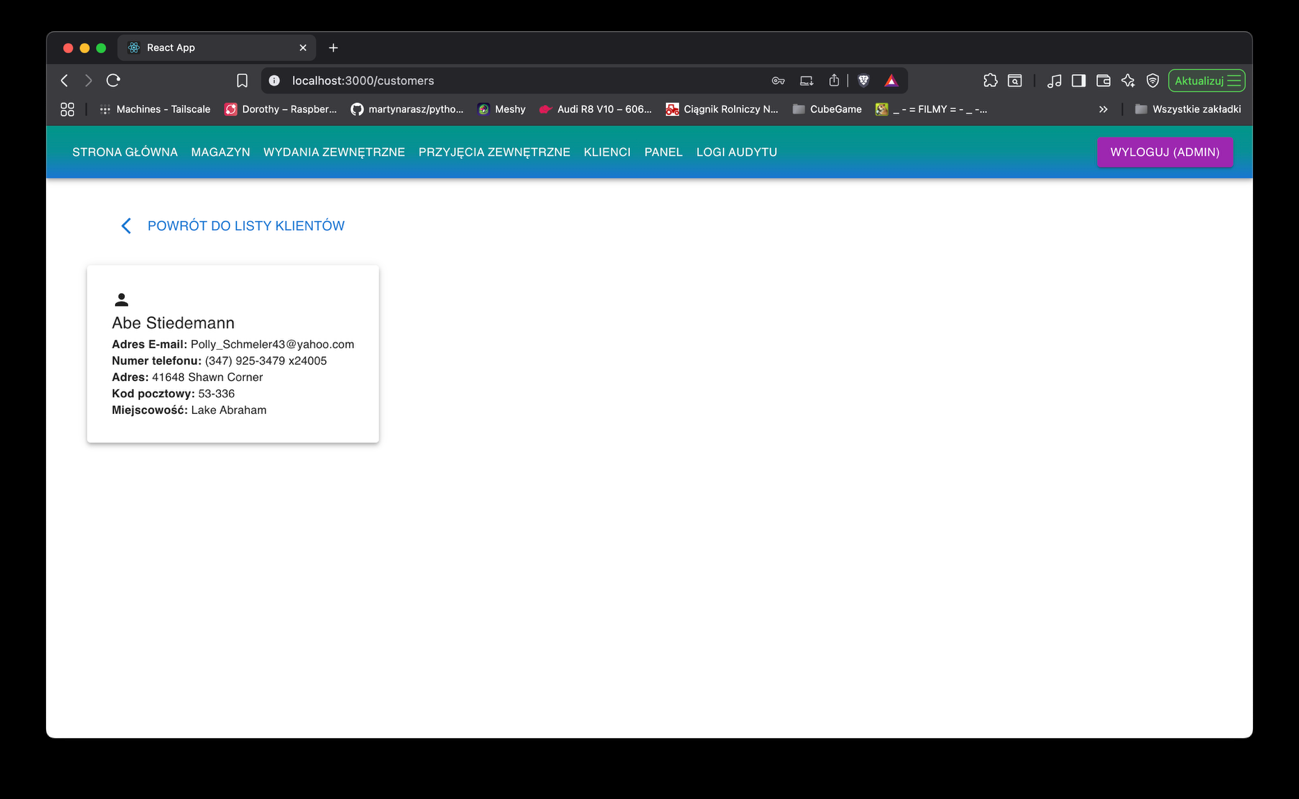 React App
localhost:3000/customers
Aktualizuj
Machines - Tailscale
Dorothy – Raspber...
martynarasz/pytho...
Meshy
Audi R8 V10 – 606...
Ciągnik Rolniczy N...
CubeGame
_ - = FILMY = - _ -...
Wszystkie zakładki
STRONA GŁÓWNA MAGAZYN WYDANIA ZEWNĘTRZNE PRZYJĘCIA ZEWNĘTRZNE KLIENCI PANEL LOGI AUDYTU
WYLOGUJ (ADMIN)
POWRÓT DO LISTY KLIENTÓW
Abe Stiedemann
Adres E-mail: Polly_Schmeler43@yahoo.com
Numer telefonu: (347) 925-3479 x24005
Adres: 41648 Shawn Corner
Kod pocztowy: 53-336
Miejscowość: Lake Abraham